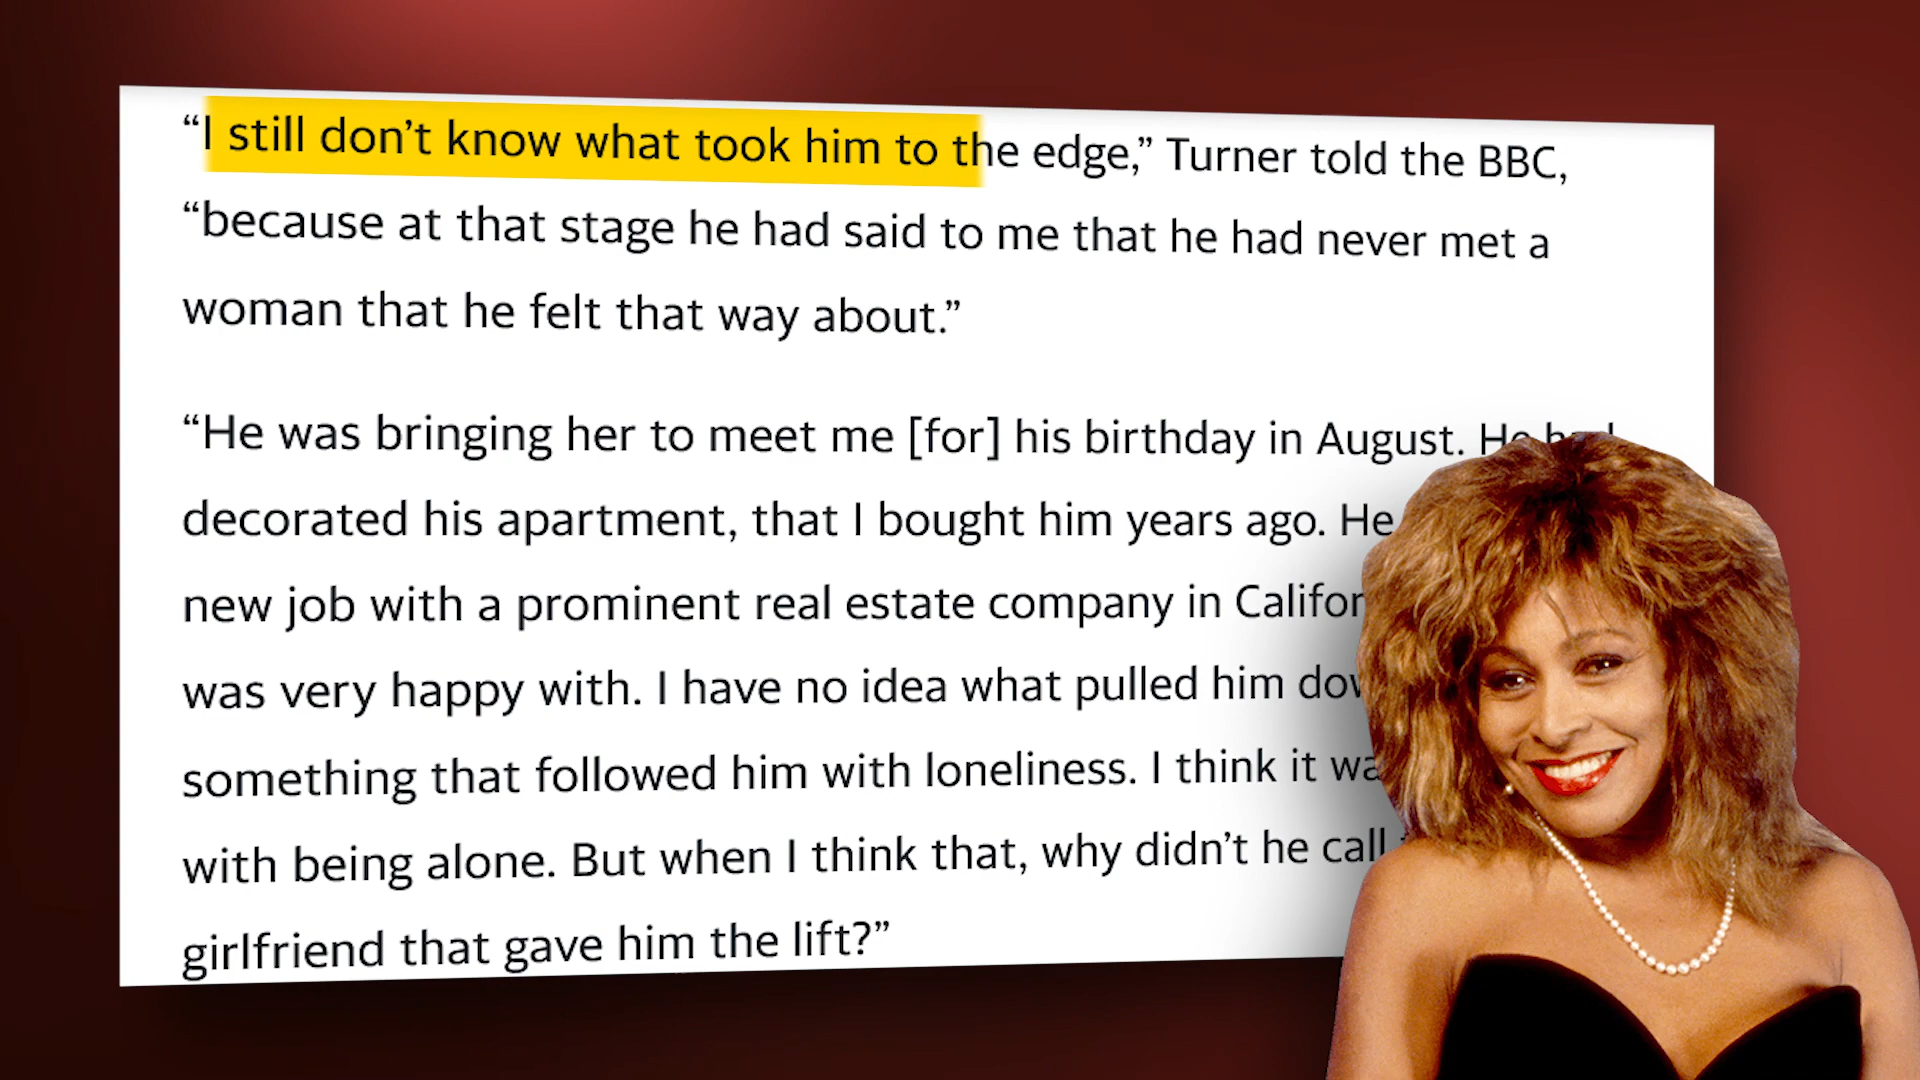 “I still don’t know what took him to the edge,” Turner told the BBC,
“because at that stage he had said to me that he had never met a
woman that he felt that way about.”
“He was bringing her to meet me [for] his birthday in August. He had
decorated his apartment, that I bought him years ago. He
new job with a prominent real estate company in
was very happy with. I have no idea what pulled him
something that followed him with loneliness. I think it
with being alone. But when I think that, why didn’t he call
girlfriend that gave him the lift?”